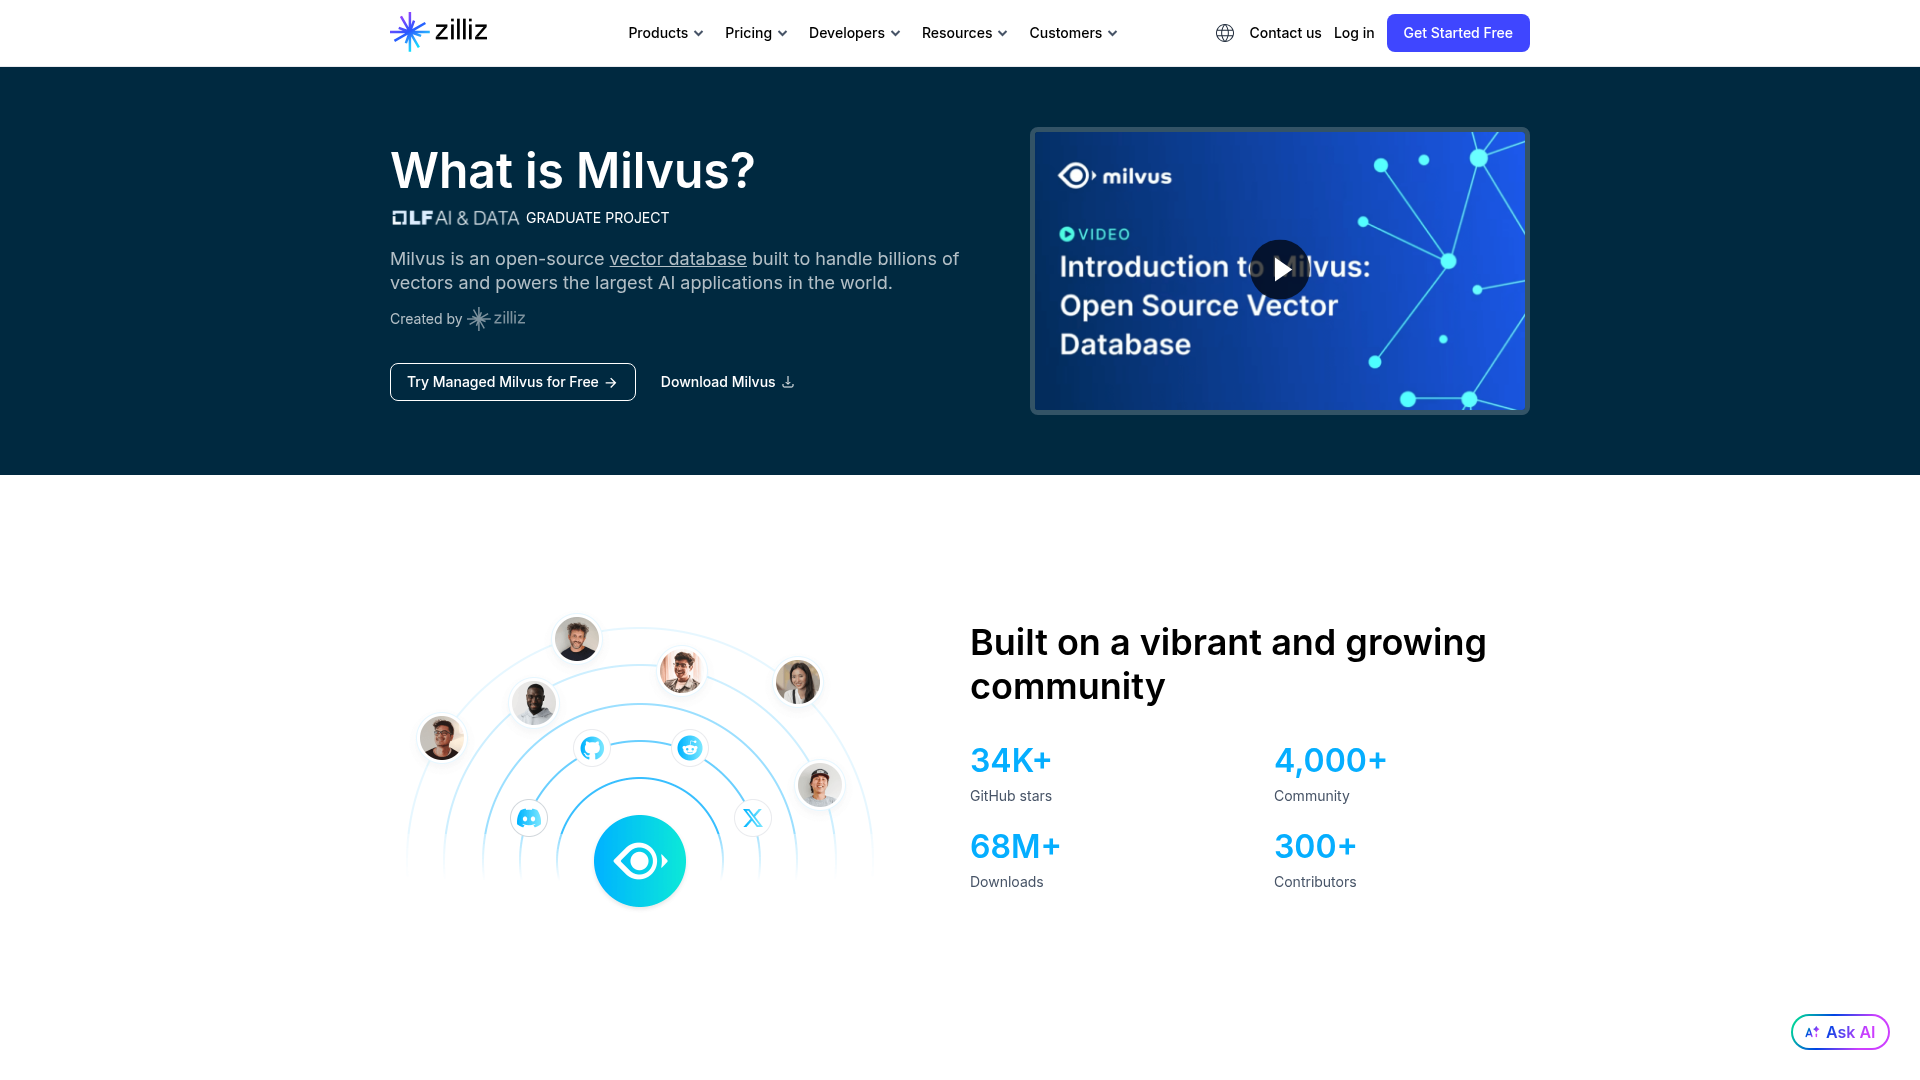 zilliz
Products
Pricing
Developers
Resources
Customers
Contact us
Log in
Get Started Free
What is Milvus?
LF AI & DATA GRADUATE PROJECT
Milvus is an open-source vector database built to handle billions of
vectors and powers the largest AI applications in the world.
Created by zilliz
Try Managed Milvus for Free
Download Milvus
milvus
VIDEO
Introduction to Milvus:
Open Source Vector
Database
Built on a vibrant and growing
community
34K+
GitHub stars
4,000+
Community
68M+
Downloads
300+
Contributors
Ask AI